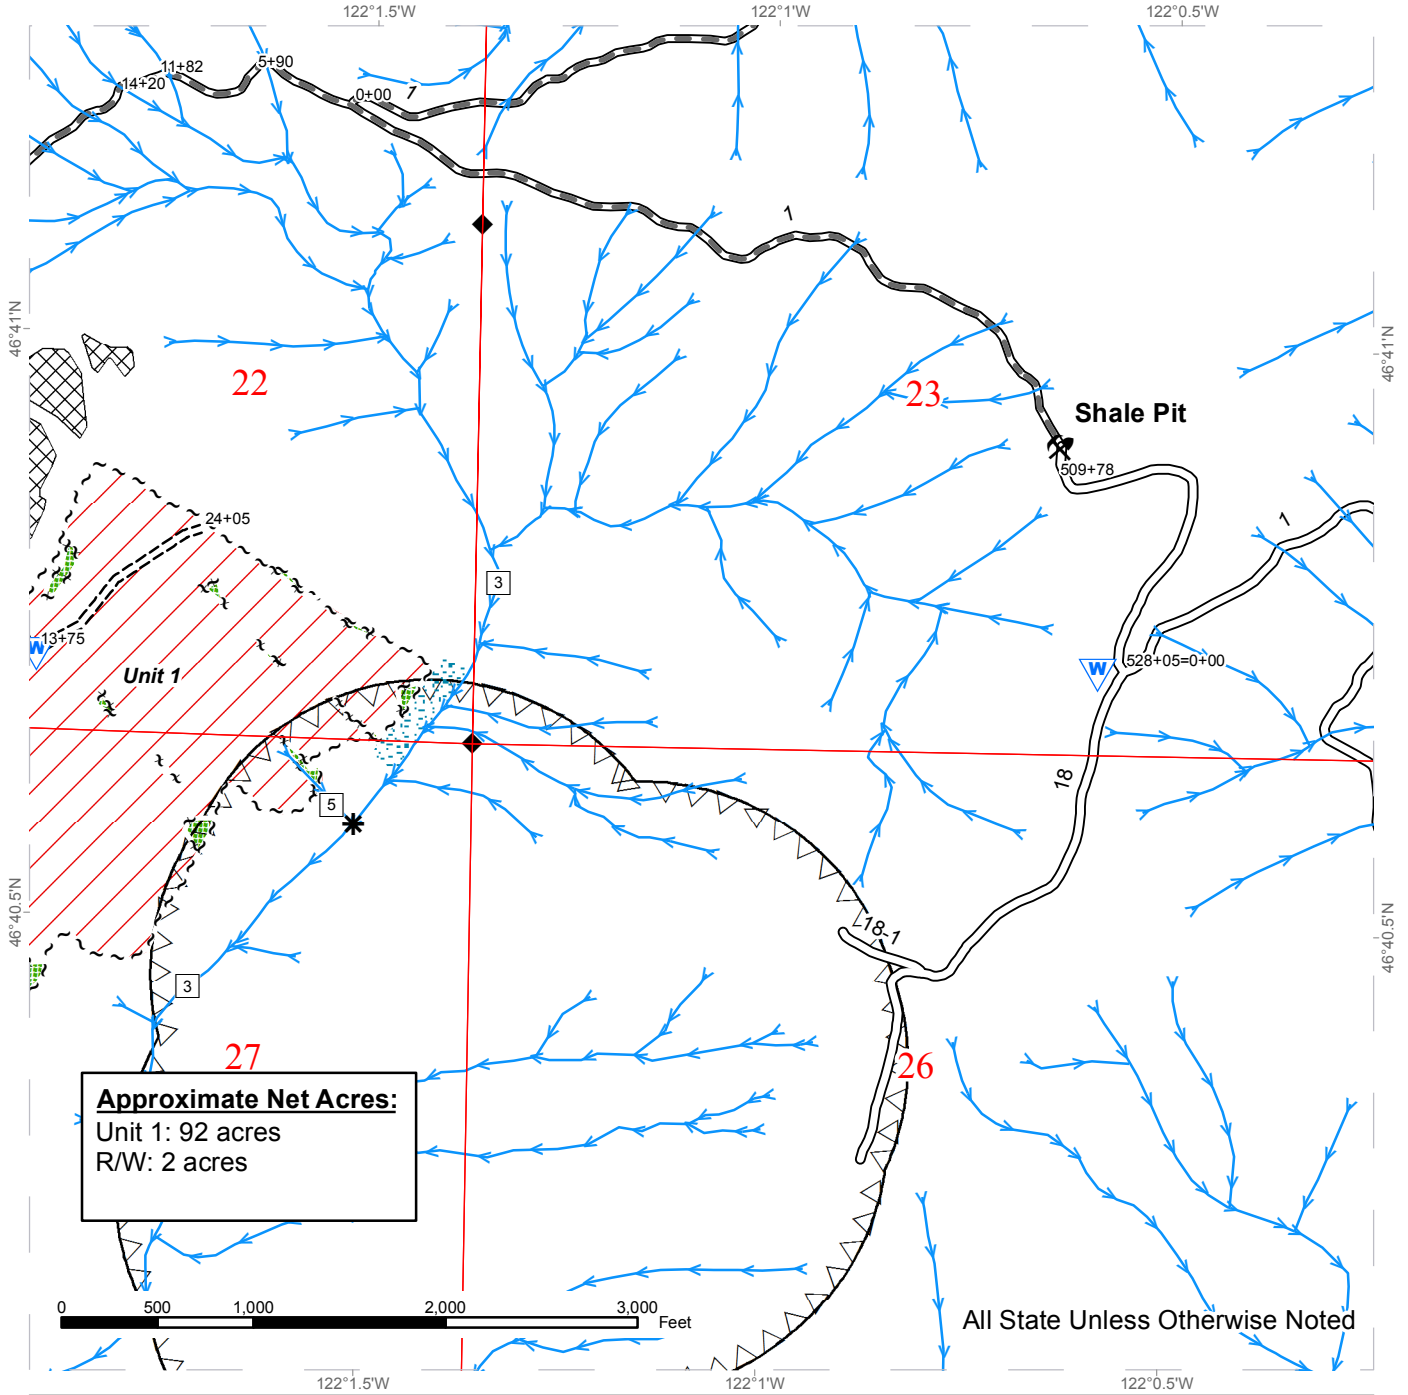 122°1.5'W
122°1'W
122°0.5'W
11+82
5+90
14+20
0+00
1
1
46°41'N
46°41'N
22
23
Shale Pit
509+78
24+05
1
3
13+75
W
Unit 1
528+05=0+00
W
18
5
46°40.5'N
46°40.5'N
18-1
3
27
26
Approximate Net Acres:
Unit 1: 92 acres
R/W: 2 acres
0 500 1,000 2,000 3,000
Feet
All State Unless Otherwise Noted
122°1.5'W
122°1'W
122°0.5'W